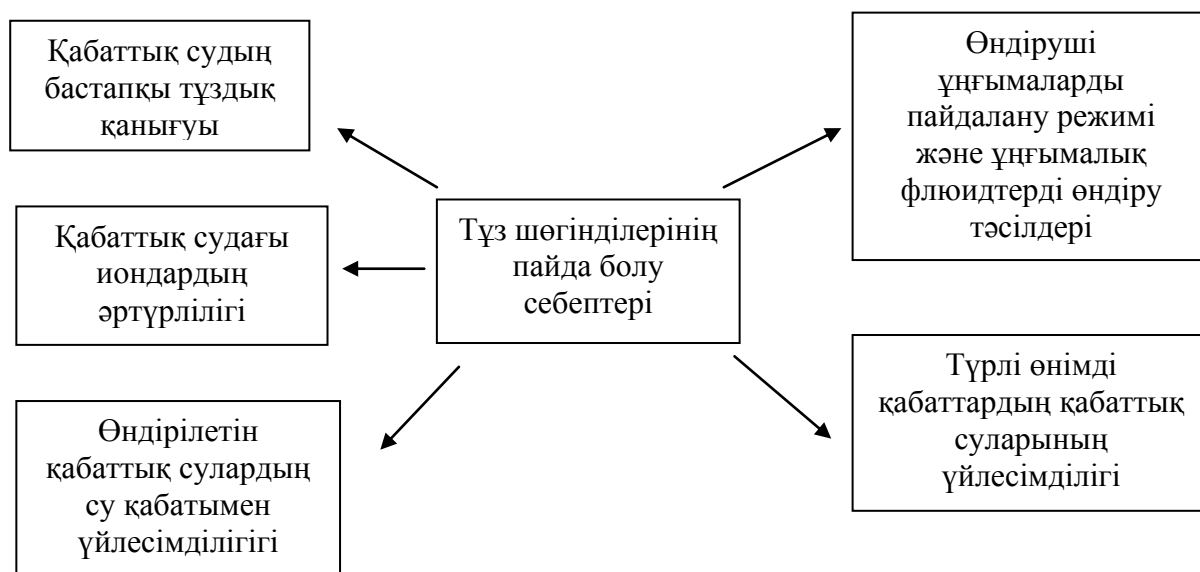 Қабаттық судың
бастапқы тұздық
қанығуы
Қабаттық судағы
иондардың
әртүрлілігі
Өндірілетін
қабаттық сулардың
су қабатымен
үйлесімділігігі
Тұз шөгінділерінің
пайда болу
себептері
Өндіруші
ұңғымаларды
пайдалану режимі
және ұңғымалық
флюидтерді өндіру
тәсілдері
Түрлі өнімді
қабаттардың қабаттық
суларының
үйлесімділігі